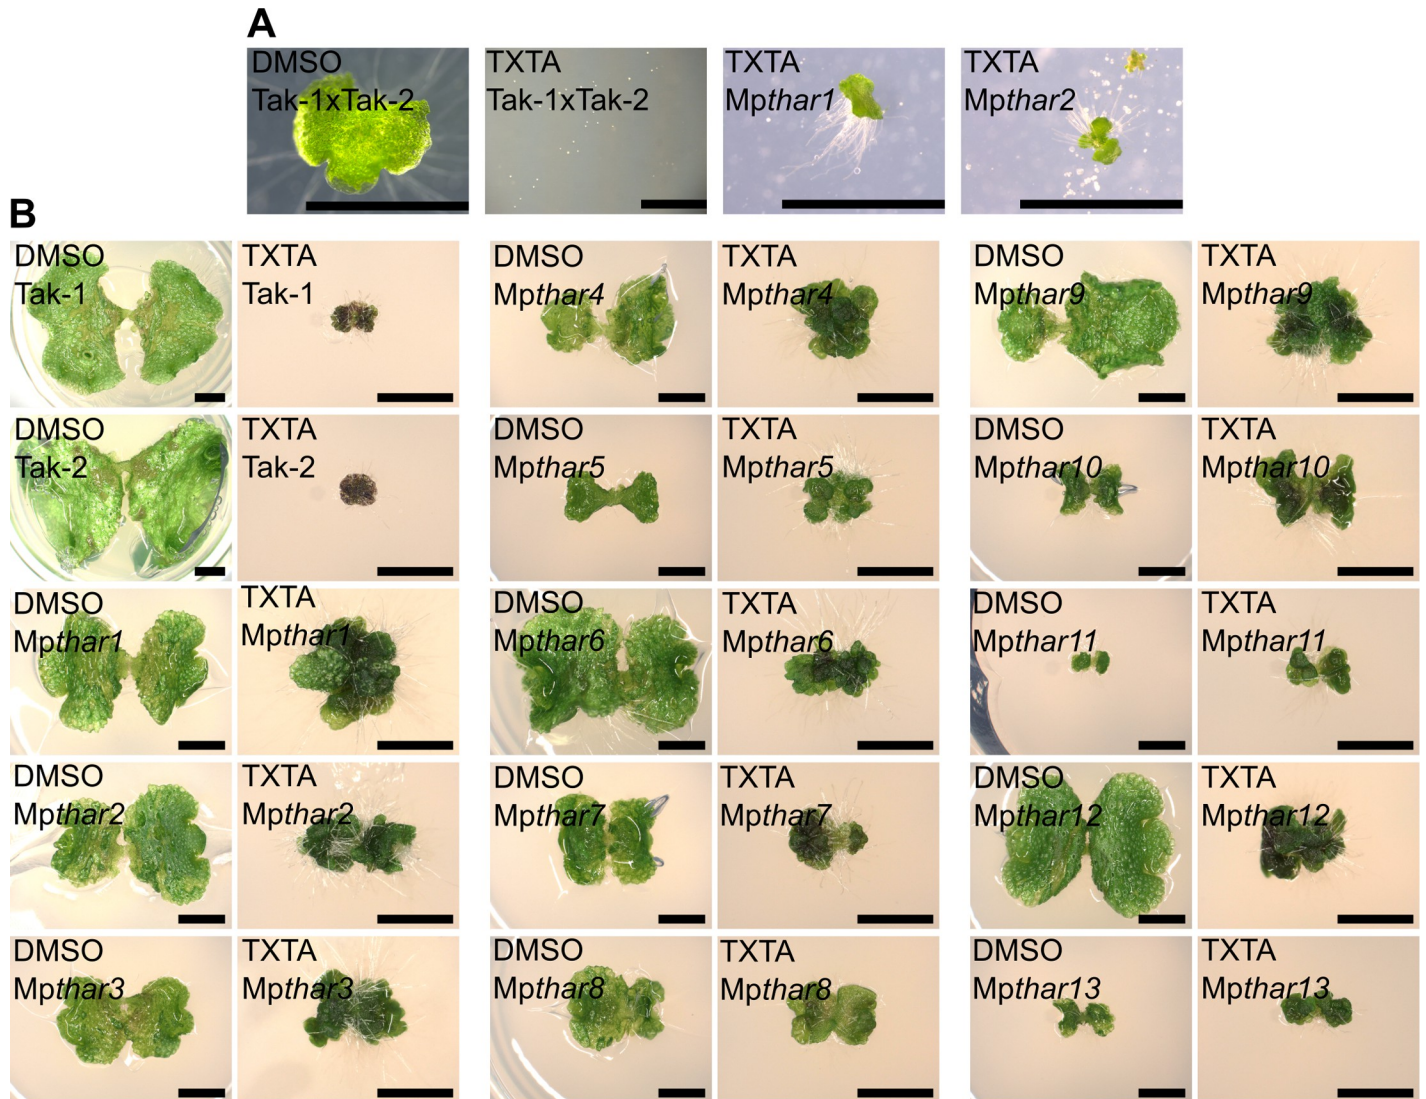 A
DMSO
Tak-1xTak-2
TXTA
Tak-1xTak-2
TXTA
Mpthar1
TXTA
Mpthar2
B
DMSO
Tak-1
TXTA
Tak-1
DMSO
Mpthar4
TXTA
Mpthar4
DMSO
Mpthar9
TXTA
Mpthar9
DMSO
Tak-2
TXTA
Tak-2
DMSO
Mpthar5
TXTA
Mpthar5
DMSO
Mpthar10
TXTA
Mpthar10
DMSO
Mpthar1
TXTA
Mpthar1
DMSO
Mpthar6
TXTA
Mpthar6
DMSO
Mpthar11
TXTA
Mpthar11
DMSO
Mpthar2
TXTA
Mpthar2
DMSO
Mpthar7
TXTA
Mpthar7
DMSO
Mpthar12
TXTA
Mpthar12
DMSO
Mpthar3
TXTA
Mpthar3
DMSO
Mpthar8
TXTA
Mpthar8
DMSO
Mpthar13
TXTA
Mpthar13